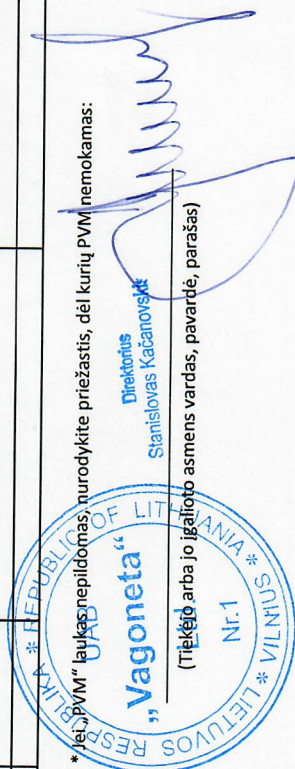 * Jei „PVM“ laukas nepildomas, nurodykite priežastis, dėl kurių PVM nemokamas:
Direktorius
Stanislovas Kačanovskis
(Tiekėjo arba jo įgalioto asmens vardas, pavardė, parašas)
* REPUBLIC OF LITHUANIA * VILNIUS * LIETUVOS RESPUBLIKA
UAB
„Vagoneta“
Ltd.
Nr.1